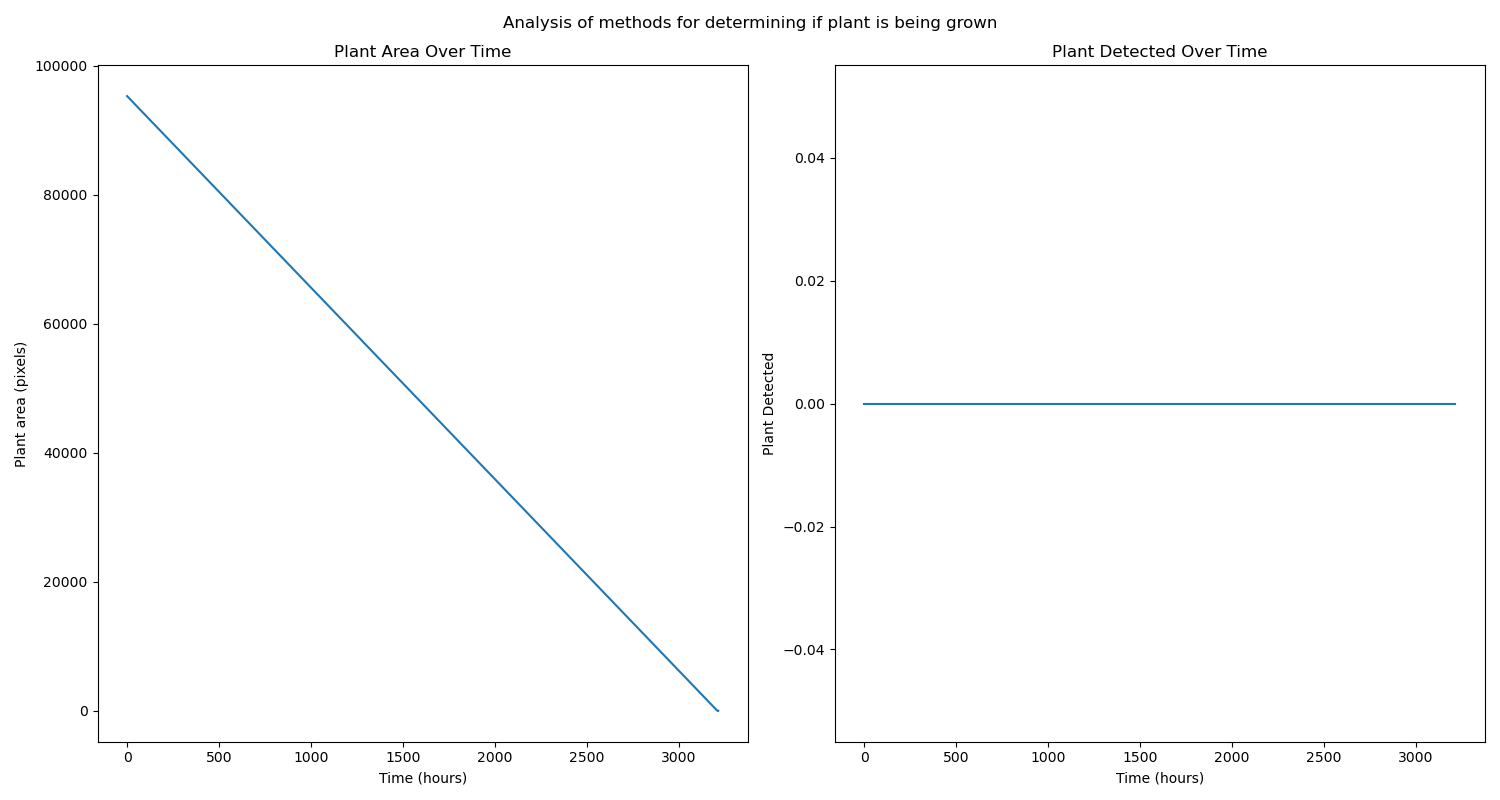 Analysis of methods for determining if plant is being grown
Plant Area Over Time
100000
80000
60000
40000
20000
0
Plant area (pixels)
0 500 1000 1500 2000 2500 3000
Time (hours)
Plant Detected Over Time
0.04
0.02
0.00
−0.02
−0.04
Plant Detected
0 500 1000 1500 2000 2500 3000
Time (hours)